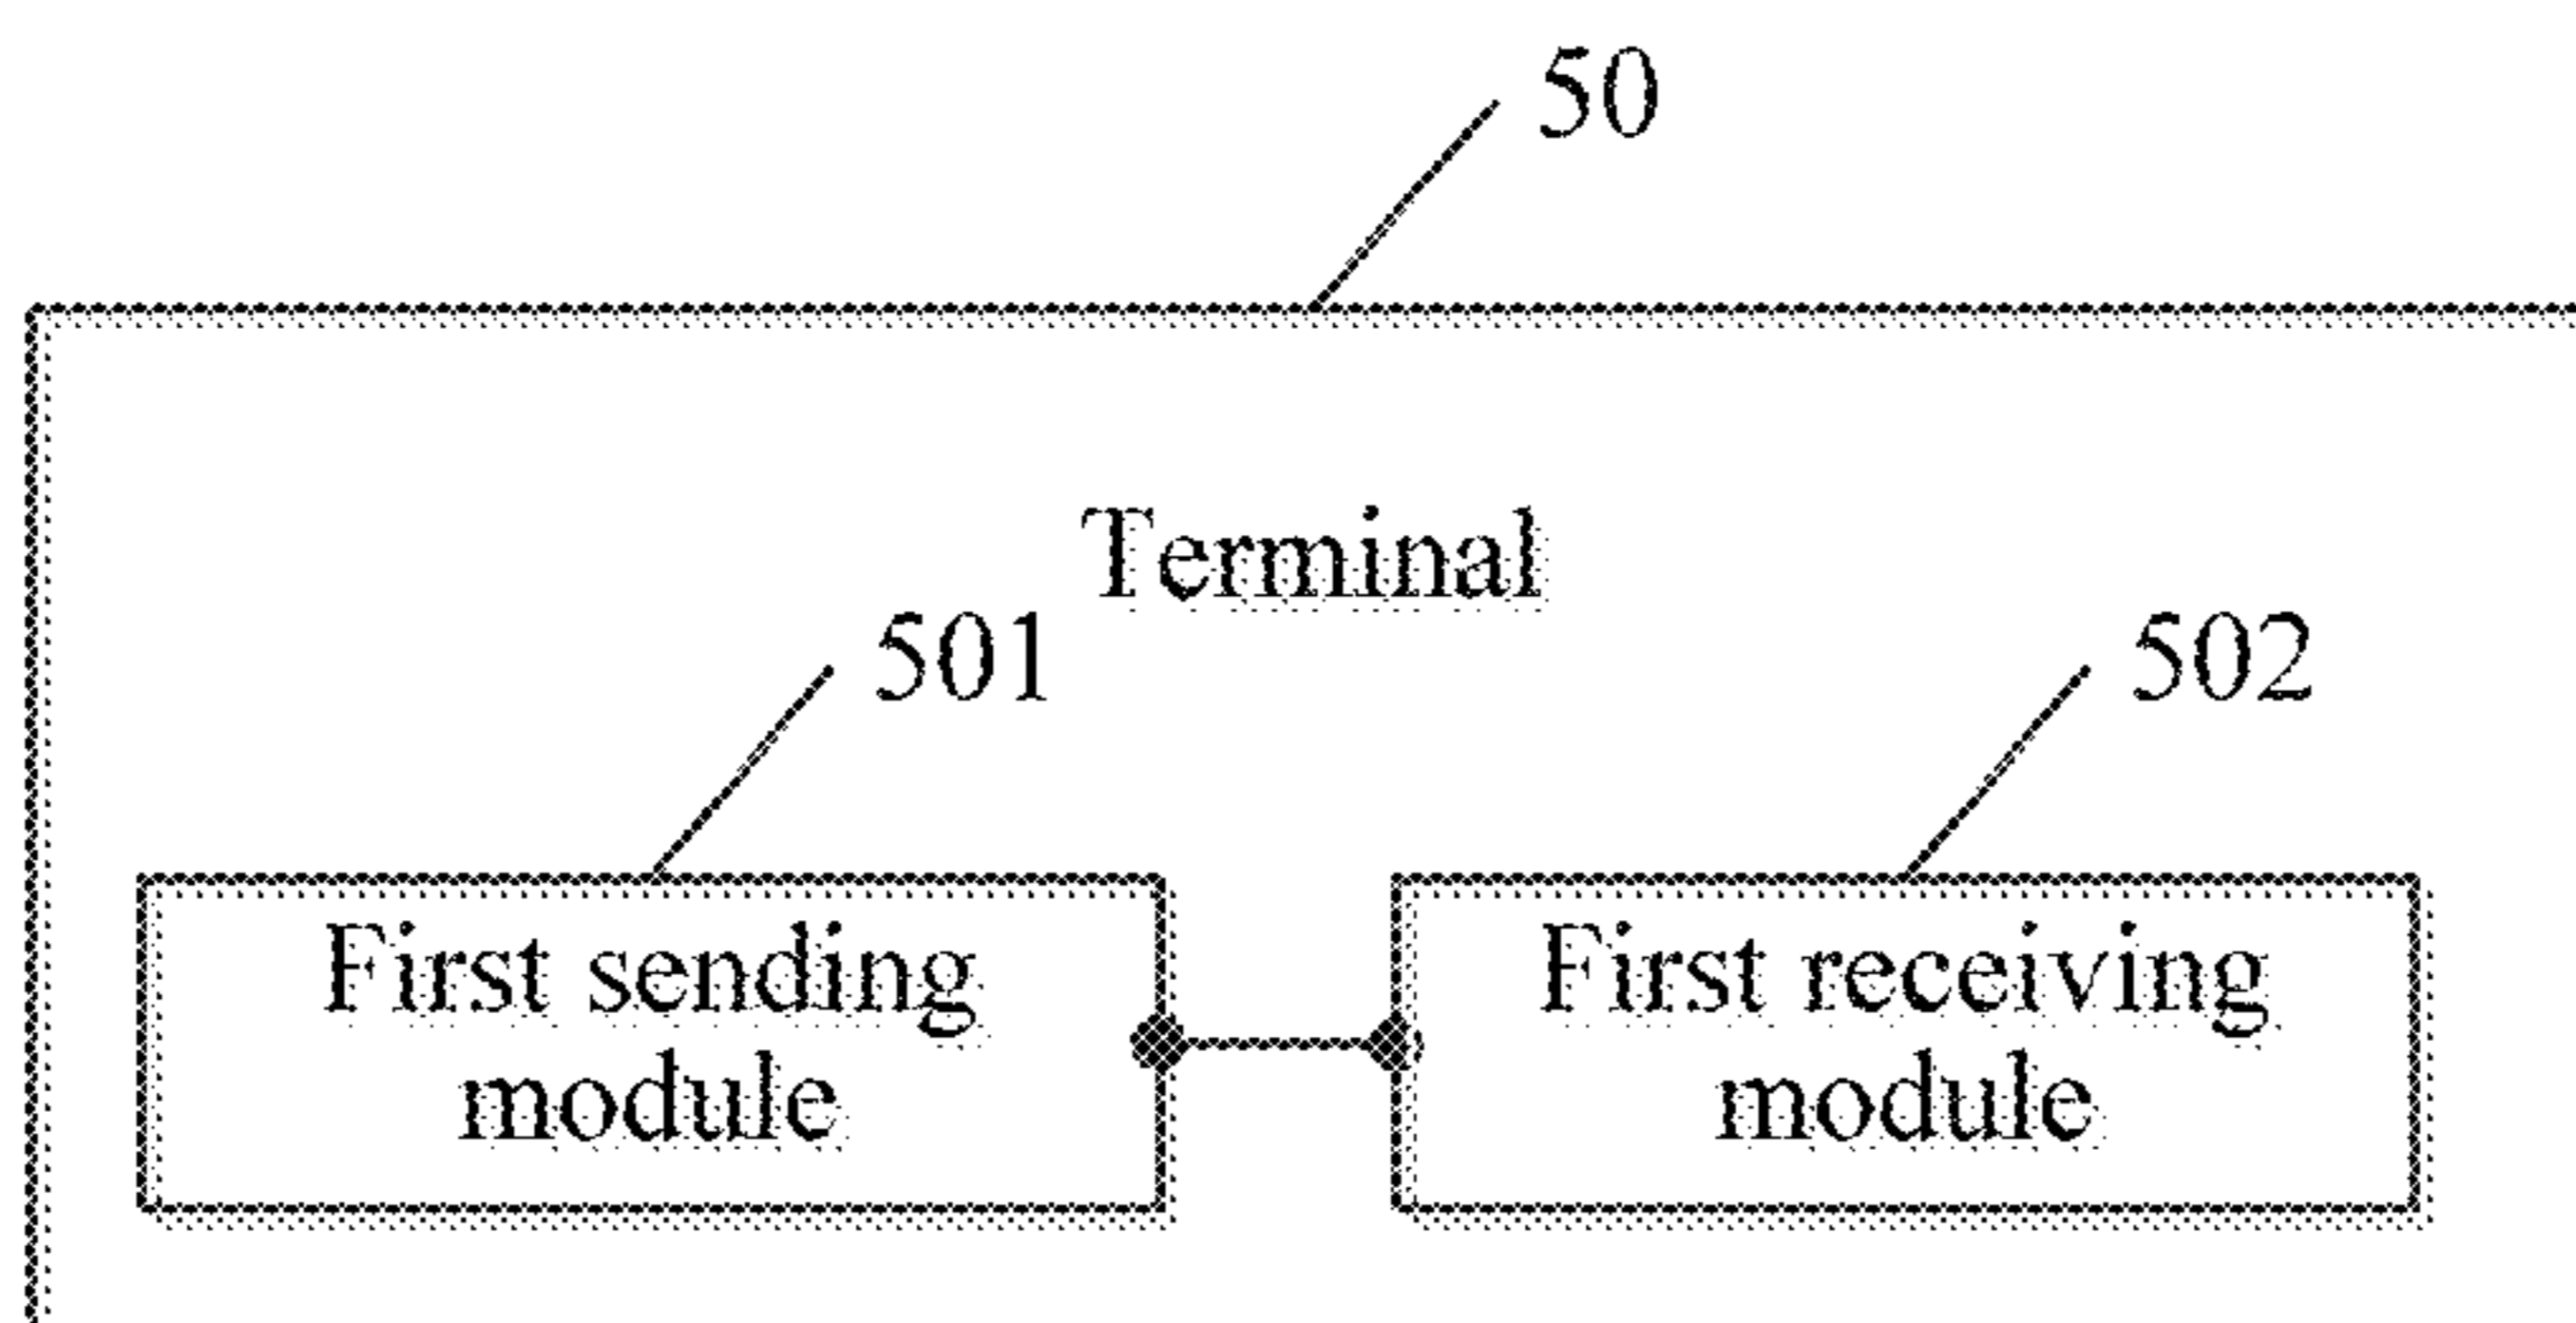 50
Terminal
501
502
First sending
module
First receiving
module